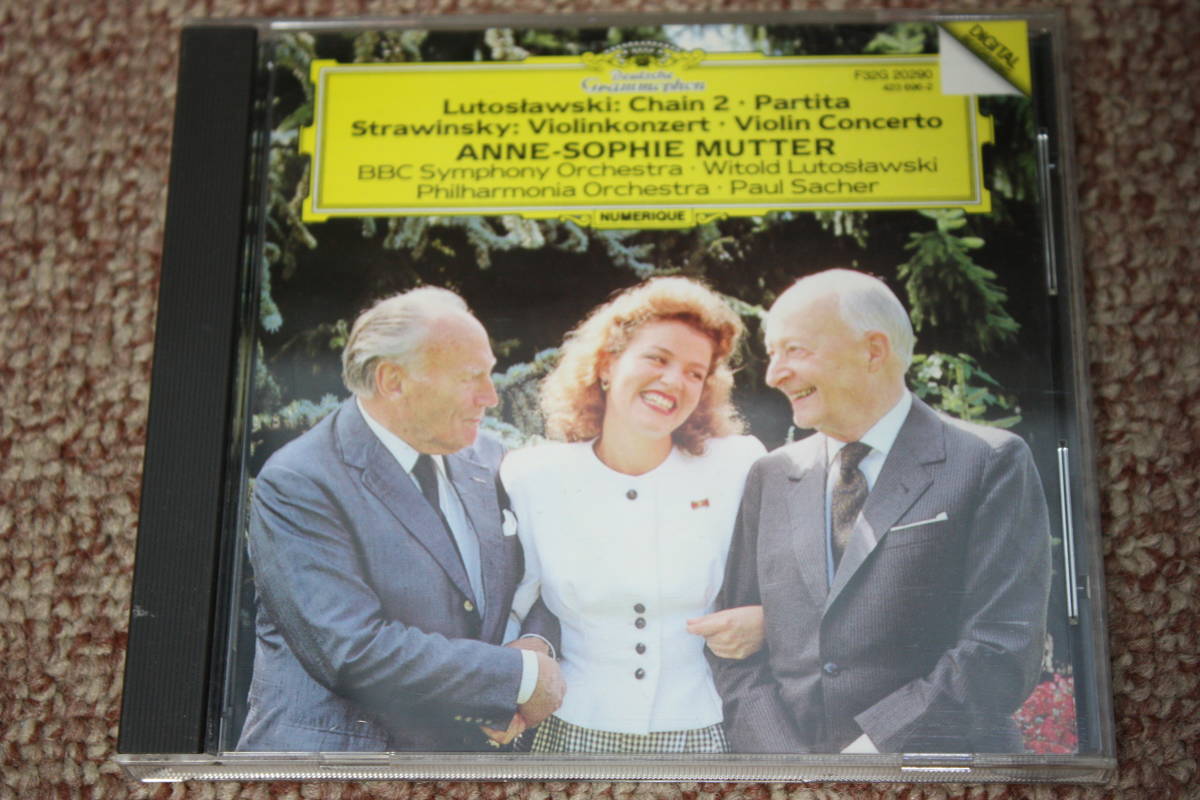 DIGITAL
Deutsche
Grammophon
F32G 20290
423 696-2
Lutosławski: Chain 2 · Partita
Strawinsky: Violinkonzert · Violin Concerto
ANNE-SOPHIE MUTTER
BBC Symphony Orchestra · Witold Lutosławski
Philharmonia Orchestra · Paul Sacher
NUMERIQUE